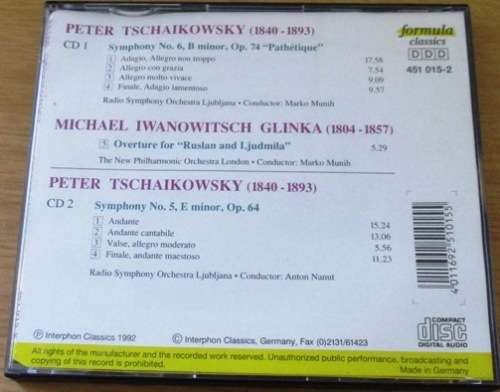 PETER TSCHAIKOWSKY (1840-1893)
formula
classics
DDD
451 015-2
CD 1 Symphony No. 6, B minor, Op. 74 "Pathétique"
1 Adagio, Allegro non troppo 17.58
2 Allegro con grazia 7.54
3 Allegro molto vivace 9.09
4 Finale, Adagio lamentoso 9.57
Radio Symphony Orchestra Ljubljana · Conductor: Marko Munih
MICHAEL IWANOWITSCH GLINKA (1804-1857)
5 Overture for "Ruslan and Ljudmila" 5.29
The New Philharmonic Orchestra London · Conductor: Marko Munih
PETER TSCHAIKOWSKY (1840-1893)
CD 2 Symphony No. 5, E minor, Op. 64
1 Andante 15.24
2 Andante cantabile 13.06
3 Valse, allegro moderato 5.56
4 Finale, andante maestoso 11.23
Radio Symphony Orchestra Ljubljana · Conductor: Anton Nanut
4 011692 510155
COMPACT
disc
DIGITAL AUDIO
Ⓟ Interphon Classics 1992 © Interphon Classics, Germany, Fax (0)2131/61423
All rights of the manufacturer and the recorded work reserved. Unauthorized public performance, broadcasting and
copying of this record is prohibited. Made in Germany